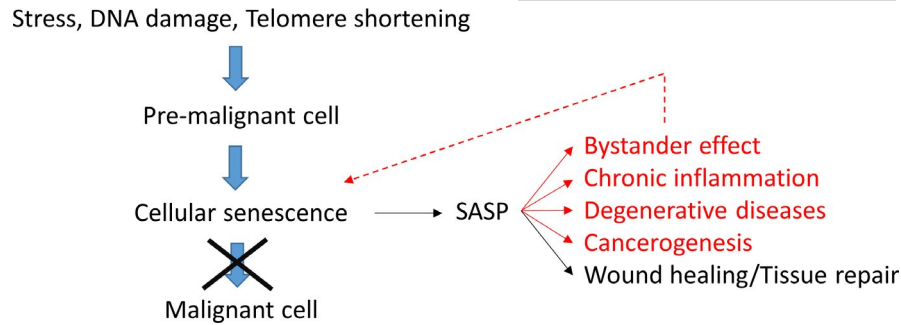 Stress, DNA damage, Telomere shortening
Pre-malignant cell
Cellular senescence
SASP
Bystander effect
Chronic inflammation
Degenerative diseases
Cancerogenesis
Wound healing/Tissue repair
Malignant cell